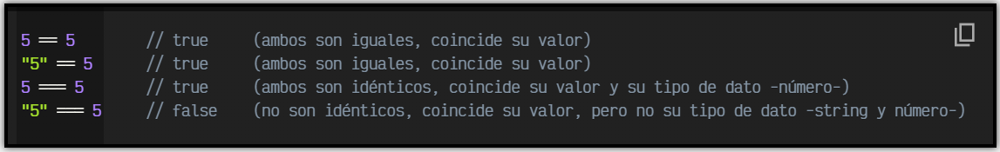 5 == 5 // true (ambos son iguales, coincide su valor)
"5" == 5 // true (ambos son iguales, coincide su valor)
5 === 5 // true (ambos son idénticos, coincide su valor y su tipo de dato -número-)
"5" === 5 // false (no son idénticos, coincide su valor, pero no su tipo de dato -string y número-)